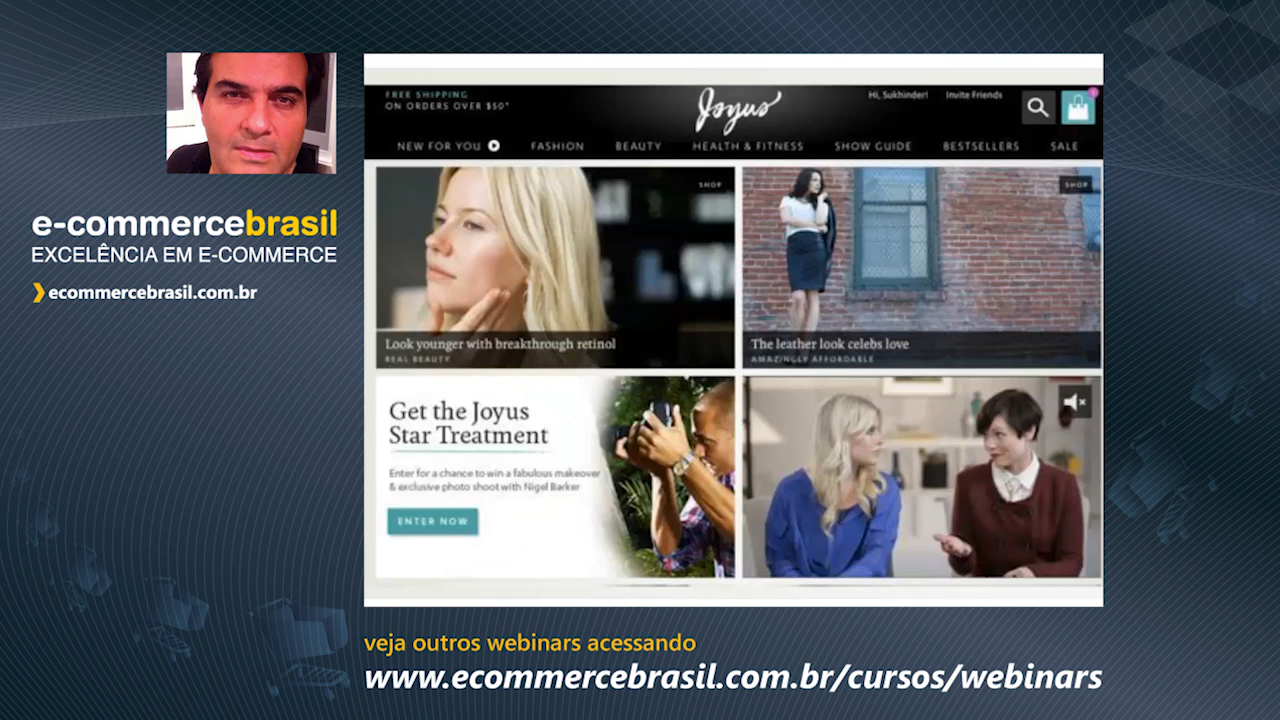 e-commercebrasil
EXCELÊNCIA EM E-COMMERCE
ecommercebrasil.com.br
FREE SHIPPING
ON ORDERS OVER $50*
Joyus
Hi, Sukhinder!
Invite Friends
1
NEW FOR YOU
FASHION
BEAUTY
HEALTH & FITNESS
SHOW GUIDE
BESTSELLERS
SALE
SHOP
Look younger with breakthrough retinol
REAL BEAUTY
SHOP
The leather look celebs love
AMAZINGLY AFFORDABLE
Get the Joyus
Star Treatment
Enter for a chance to win a fabulous makeover
& exclusive photo shoot with Nigel Barker
ENTER NOW
veja outros webinars acessando
www.ecommercebrasil.com.br/cursos/webinars